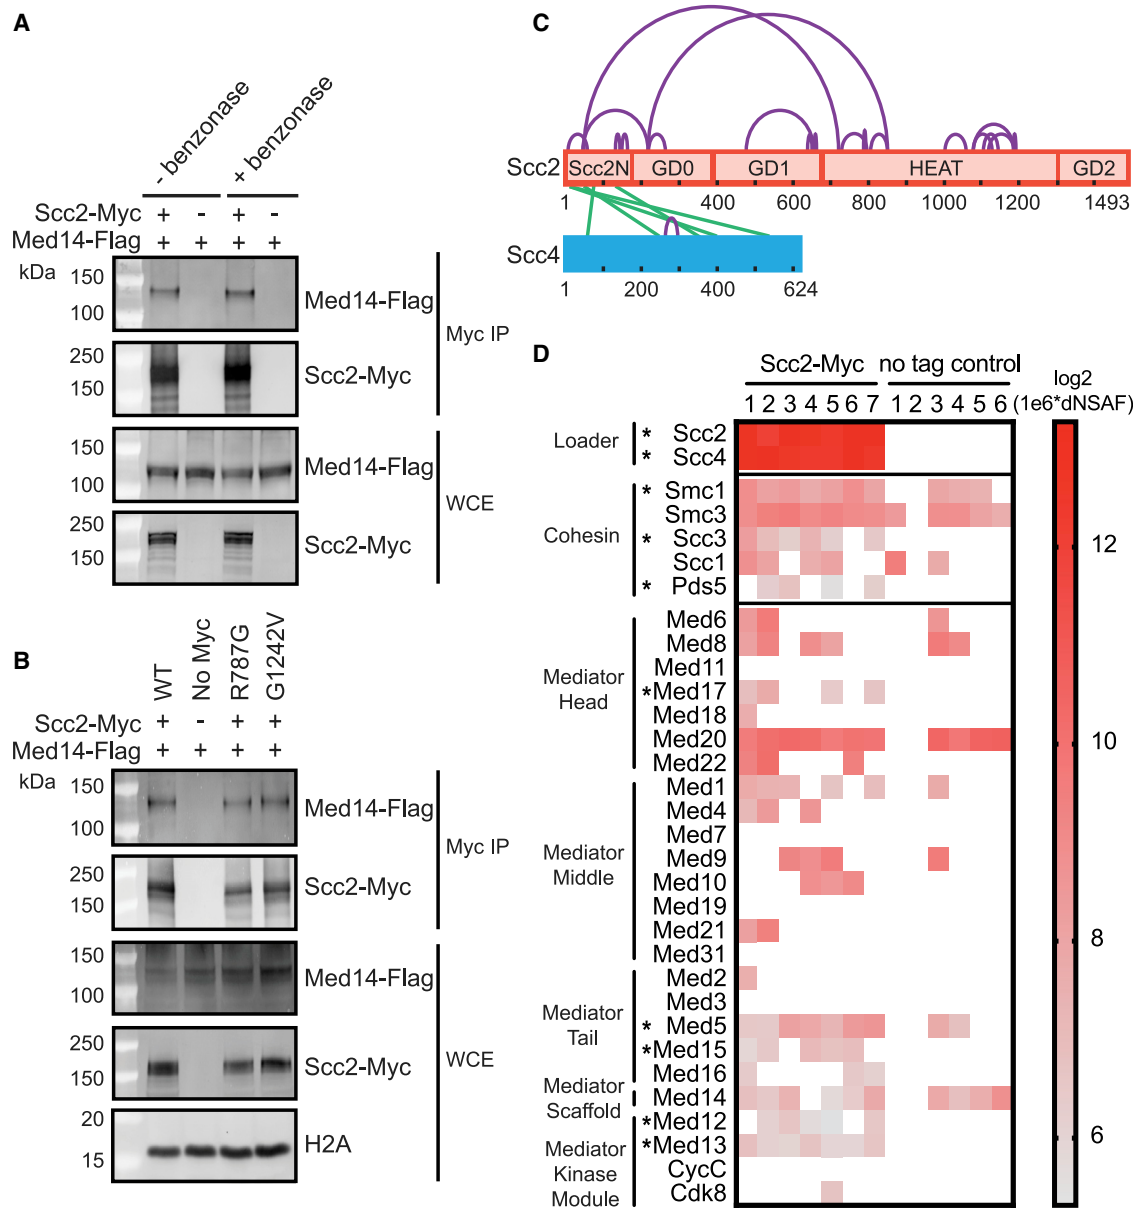 A
- benzonase
+ benzonase
Scc2-Myc + - + -
Med14-Flag + + + +
kDa
150
100
Med14-Flag
250
150
Scc2-Myc
Myc IP
150
100
Med14-Flag
250
150
Scc2-Myc
WCE
B
WT
No Myc
R787G
G1242V
Scc2-Myc + - + +
Med14-Flag + + + +
kDa
150
100
Med14-Flag
250
150
Scc2-Myc
Myc IP
150
100
Med14-Flag
250
150
Scc2-Myc
20
15
H2A
WCE
C
Scc2 Scc2N GD0 GD1 HEAT GD2
1 400 600 800 1000 1200 1493
Scc4
1 200 400 624
D
Scc2-Myc no tag control
1 2 3 4 5 6 7 1 2 3 4 5 6
log2
(1e6*dNSAF)
12
10
8
6
Loader
* Scc2
* Scc4
Cohesin
* Smc1
Smc3
* Scc3
Scc1
* Pds5
Mediator
Head
Med6
Med8
Med11
*Med17
Med18
Med20
Med22
Mediator
Middle
Med1
Med4
Med7
Med9
Med10
Med19
Med21
Med31
Mediator
Tail
Med2
Med3
* Med5
*Med15
Med16
Mediator
Scaffold
Med14
Mediator
Kinase
Module
*Med12
*Med13
CycC
Cdk8